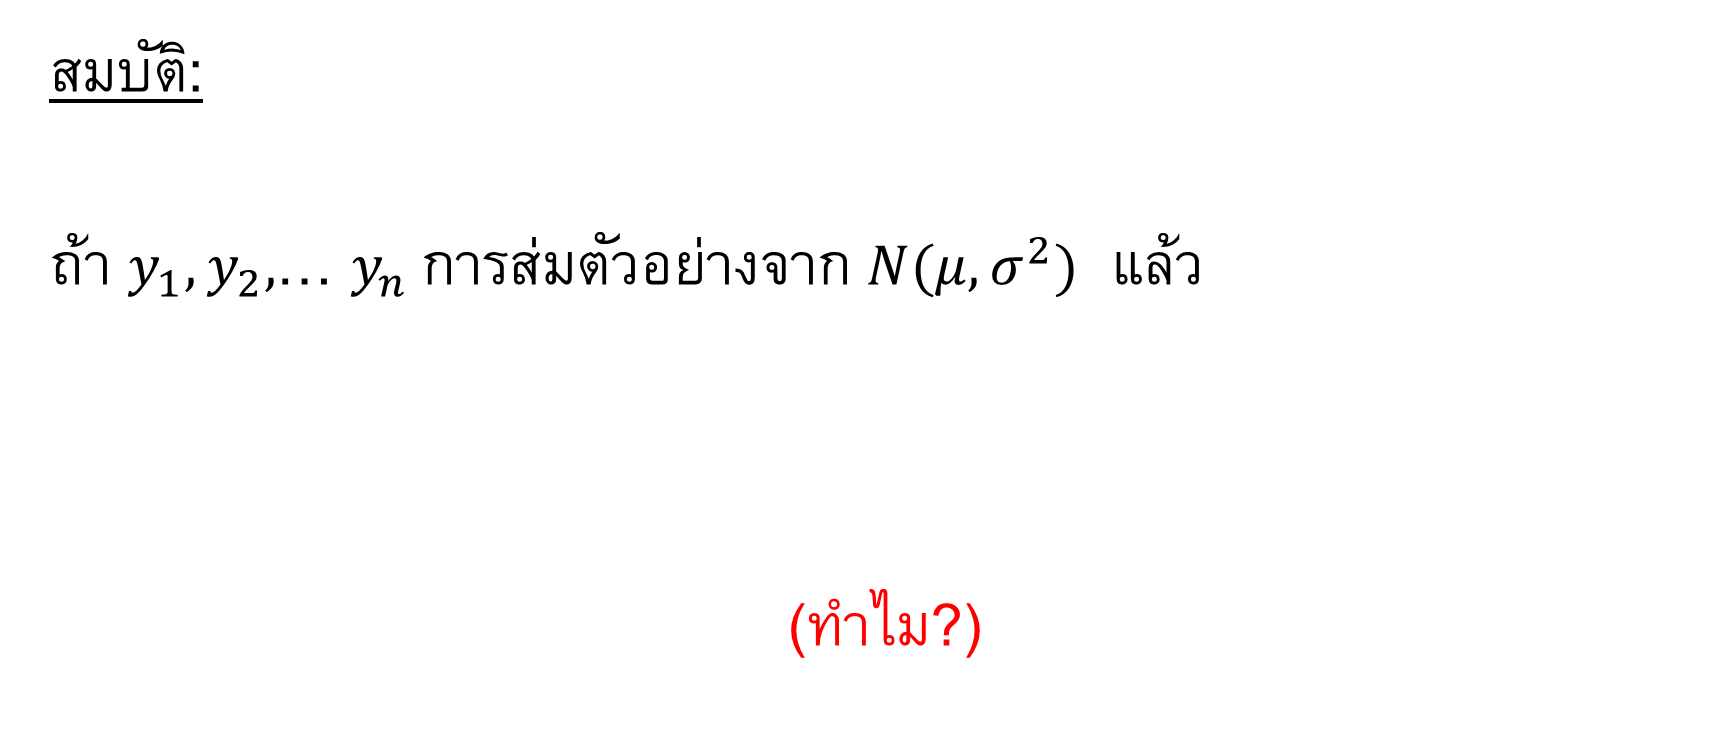 สมบัติ:
ถ้า y₁, y₂,… yₙ การส่มตัวอย่างจาก N(μ, σ²) แล้ว
(ทำไม?)